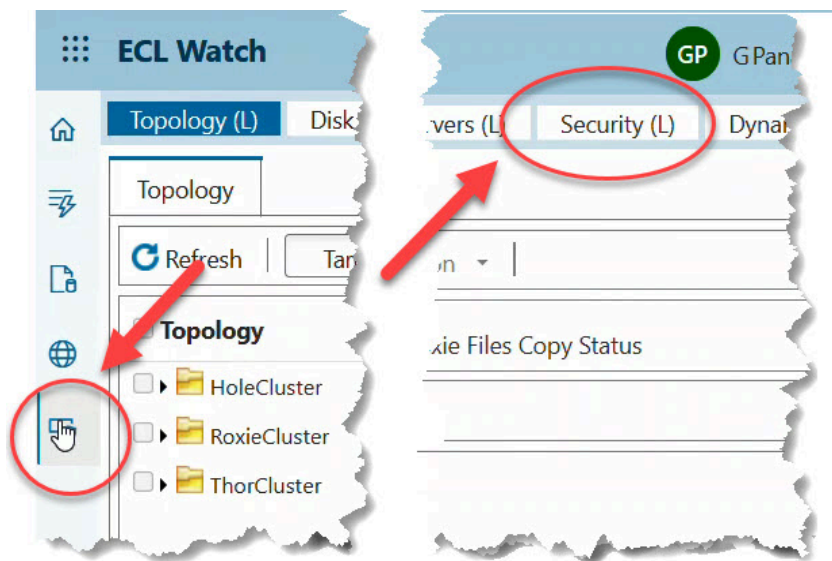 ECL Watch
GP G Pan
Topology (L) Disk vers (L) Security (L) Dynar
Topology
Refresh Tar on
Topology
xie Files Copy Status
HoleCluster
RoxieCluster
ThorCluster